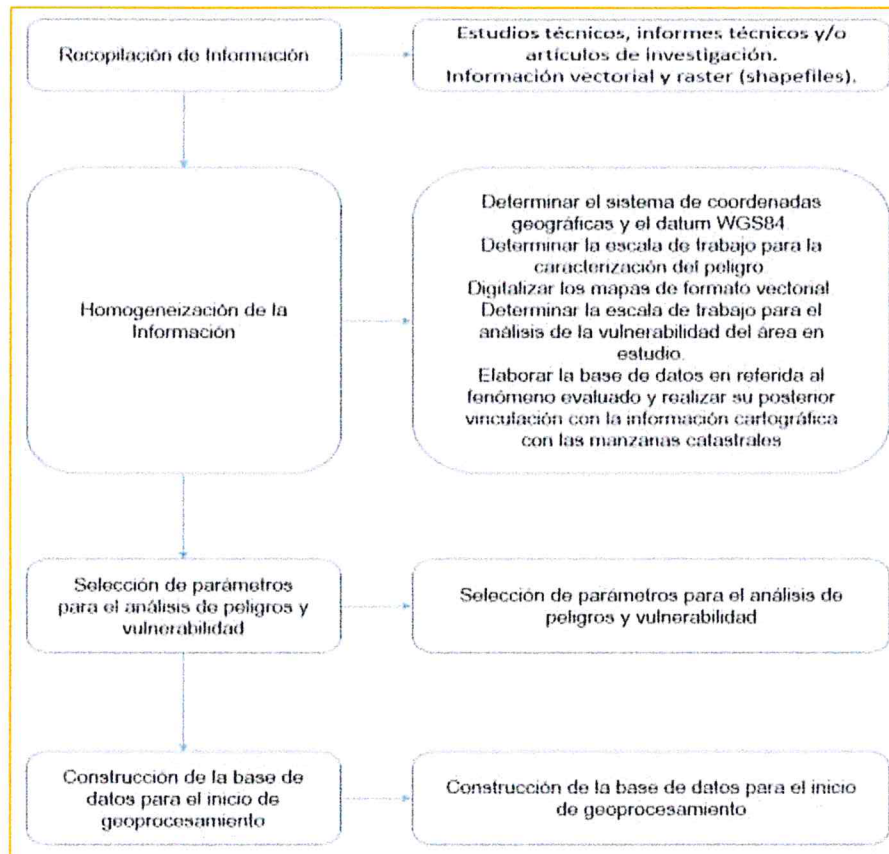 Recopilación de Información
Estudios técnicos, informes técnicos y/o
artículos de investigación.
Información vectorial y raster (shapefiles).
Homogeneización de la
Información
Determinar el sistema de coordenadas
geográficas y el datum WGS84
Determinar la escala de trabajo para la
caracterización del peligro
Digitalizar los mapas de formato vectorial
Determinar la escala de trabajo para el
análisis de la vulnerabilidad del área en
estudio.
Elaborar la base de datos en referida al
fenómeno evaluado y realizar su posterior
vinculación con la información cartográfica
con las manzanas catastrales
Selección de parámetros
para el análisis de peligros y
vulnerabilidad
Selección de parámetros para el análisis de
peligros y vulnerabilidad
Construcción de la base de
datos para el inicio de
geoprocesamiento
Construcción de la base de datos para el inicio
de geoprocesamiento